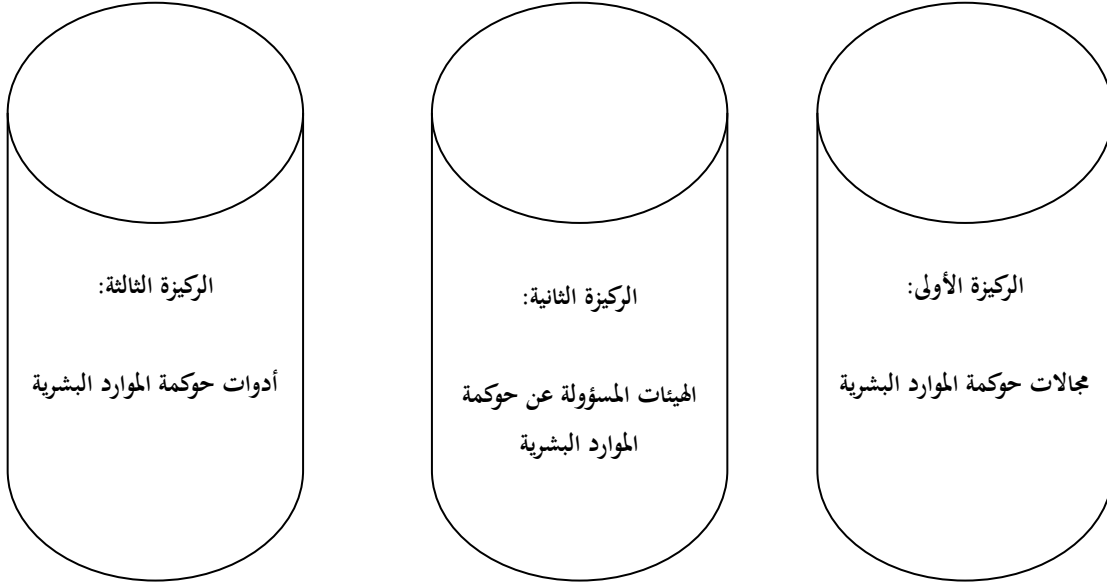 الركيزة الأولى:
مجالات حوكمة الموارد البشرية
الركيزة الثانية:
الهيئات المسؤولة عن حوكمة
الموارد البشرية
الركيزة الثالثة:
أدوات حوكمة الموارد البشرية